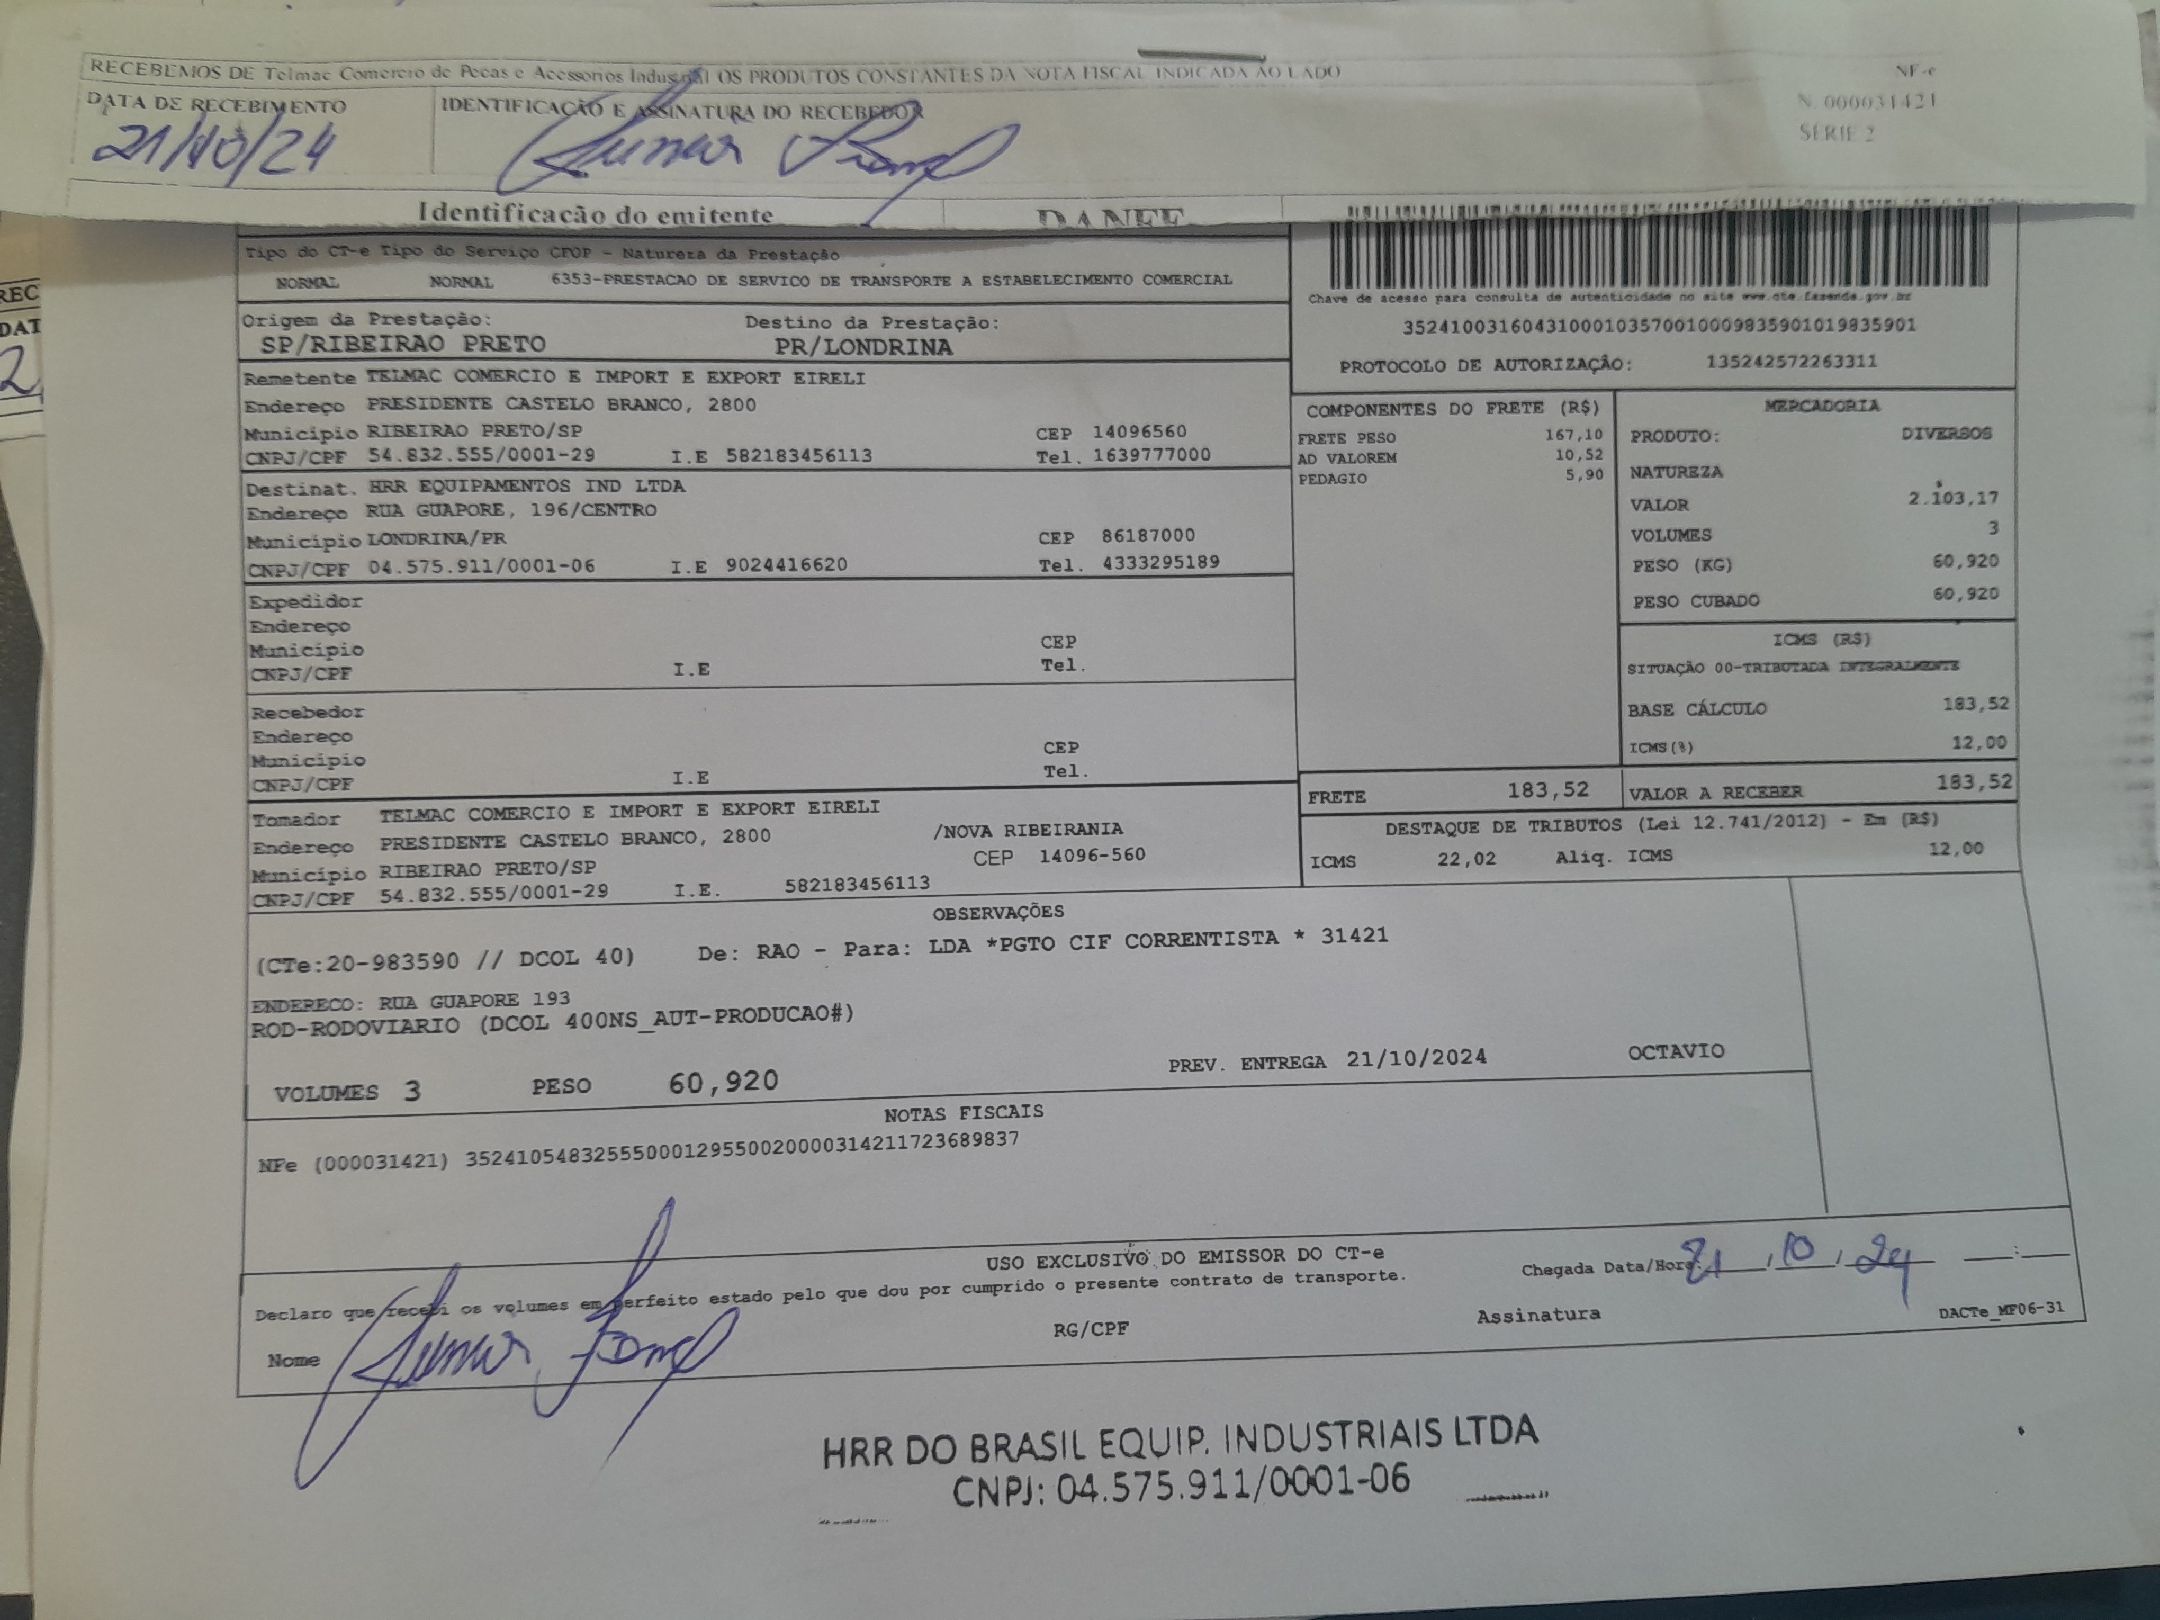 RECEBEMOS DE Telmac Comercio de Pecas e Acessorios Industrial OS PRODUTOS CONSTANTES DA NOTA FISCAL INDICADA AO LADO
NF-e
DATA DE RECEBIMENTO
IDENTIFICAÇÃO E ASSINATURA DO RECEBEDOR
N. 000031421
SERIE 2
21/10/24
Identificacão do emitente
DANFE
Tipo do CT-e Tipo do Serviço CFOP - Natureza da Prestação
NORMAL NORMAL 6353-PRESTACAO DE SERVICO DE TRANSPORTE A ESTABELECIMENTO COMERCIAL
Chave de acesso para consulta de autenticidade no site www.cte.fazenda.gov.br
35241003160431000103570010009835901019835901
PROTOCOLO DE AUTORIZAÇÃO: 135242572263311
Origem da Prestação: Destino da Prestação:
SP/RIBEIRAO PRETO PR/LONDRINA
Remetente TELMAC COMERCIO E IMPORT E EXPORT EIRELI
Endereço PRESIDENTE CASTELO BRANCO, 2800
Município RIBEIRAO PRETO/SP CEP 14096560
CNPJ/CPF 54.832.555/0001-29 I.E 582183456113 Tel. 1639777000
Destinat. HRR EQUIPAMENTOS IND LTDA
Endereço RUA GUAPORE, 196/CENTRO
Município LONDRINA/PR CEP 86187000
CNPJ/CPF 04.575.911/0001-06 I.E 9024416620 Tel. 4333295189
Expedidor
Endereço
Município CEP
CNPJ/CPF I.E Tel.
Recebedor
Endereço
Município CEP
CNPJ/CPF I.E Tel.
Tomador TELMAC COMERCIO E IMPORT E EXPORT EIRELI
Endereço PRESIDENTE CASTELO BRANCO, 2800 /NOVA RIBEIRANIA
Município RIBEIRAO PRETO/SP CEP 14096-560
CNPJ/CPF 54.832.555/0001-29 I.E. 582183456113
COMPONENTES DO FRETE (R$)
FRETE PESO 167,10
AD VALOREM 10,52
PEDAGIO 5,90
MERCADORIA
PRODUTO: DIVERSOS
NATUREZA
VALOR 2.103,17
VOLUMES 3
PESO (KG) 60,920
PESO CUBADO 60,920
ICMS (R$)
SITUAÇÃO 00-TRIBUTADA INTEGRALMENTE
BASE CÁLCULO 183,52
ICMS(%) 12,00
FRETE 183,52 VALOR A RECEBER 183,52
DESTAQUE DE TRIBUTOS (Lei 12.741/2012) - Em (R$)
ICMS 22,02 Aliq. ICMS 12,00
OBSERVAÇÕES
(CTe:20-983590 // DCOL 40) De: RAO - Para: LDA *PGTO CIF CORRENTISTA * 31421
ENDERECO: RUA GUAPORE 193
ROD-RODOVIARIO (DCOL 400NS_AUT-PRODUCAO#)
VOLUMES 3 PESO 60,920 PREV. ENTREGA 21/10/2024 OCTAVIO
NOTAS FISCAIS
NFe (000031421) 35241054832555000129550020000314211723689837
USO EXCLUSIVO DO EMISSOR DO CT-e
Declaro que recebi os volumes em perfeito estado pelo que dou por cumprido o presente contrato de transporte.
Chegada Data/Hora: 21/10/24 __:__
Nome RG/CPF Assinatura
DACTe_MF06-31
HRR DO BRASIL EQUIP. INDUSTRIAIS LTDA
CNPJ: 04.575.911/0001-06
REC
DAT
2